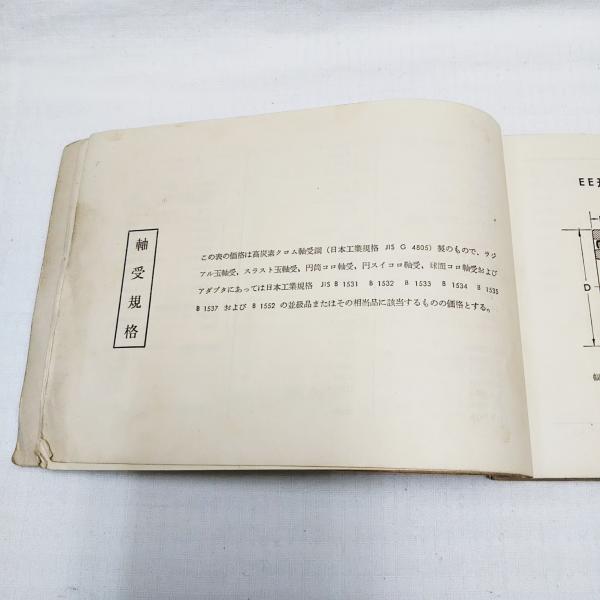 軸受規格
この表の価格は高炭素クロム軸受鋼(日本工業規格 JIS G 4805)製のもので、ラジ
アル玉軸受、スラスト玉軸受、円筒コロ軸受、円スイコロ軸受、球面コロ軸受および
アダプタにあっては日本工業規格 JIS B 1531 B 1532 B 1533 B 1534 B 1535
B 1537 および B 1552 の並級品またはその相当品に該当するものの価格とする。
EE
D